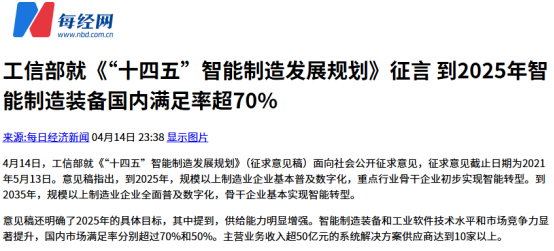 每经网
www.nbd.com.cn
工信部就《“十四五”智能制造发展规划》征言 到2025年智
能制造装备国内满足率超70%
来源:每日经济新闻 04月14日 23:38 显示图片
4月14日，工信部就《“十四五”智能制造发展规划》（征求意见稿）面向社会公开征求意见，征求意见截止日期为2021
年5月13日。意见稿指出，到2025年，规模以上制造业企业基本普及数字化，重点行业骨干企业初步实现智能转型。到
2035年，规模以上制造业企业全面普及数字化，骨干企业基本实现智能转型。
意见稿还明确了2025年的具体目标，其中提到，供给能力明显增强。智能制造装备和工业软件技术水平和市场竞争力显
著提升，国内市场满足率分别超过70%和50%。主营业务收入超50亿元的系统解决方案供应商达到10家以上。